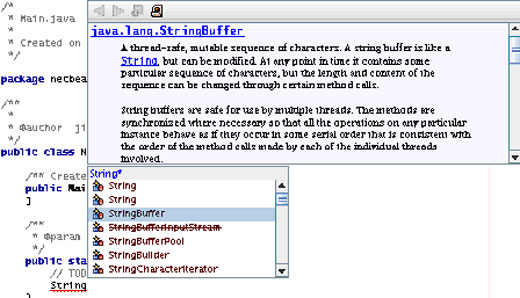 /*
* Main.java
*
* Created on
*/
package netbea
/**
*
* @author ji
*/
public class N
/** Create
public Mai
}
/**
* @param
*/
public sta
// TOD
String
}
java.lang.StringBuffer
A thread-safe, mutable sequence of characters. A string buffer is like a
String, but can be modified. At any point in time it contains some
particular sequence of characters, but the length and content of the
sequence can be changed through certain method calls.
String buffers are safe for use by multiple threads. The methods are
synchronized where necessary so that all the operations on any particular
instance behave as if they occur in some serial order that is consistent with
the order of the method calls made by each of the individual threads
involved.
String*
String
String
StringBuffer
StringBufferInputStream
StringBufferPool
StringBuilder
StringCharacterIterator